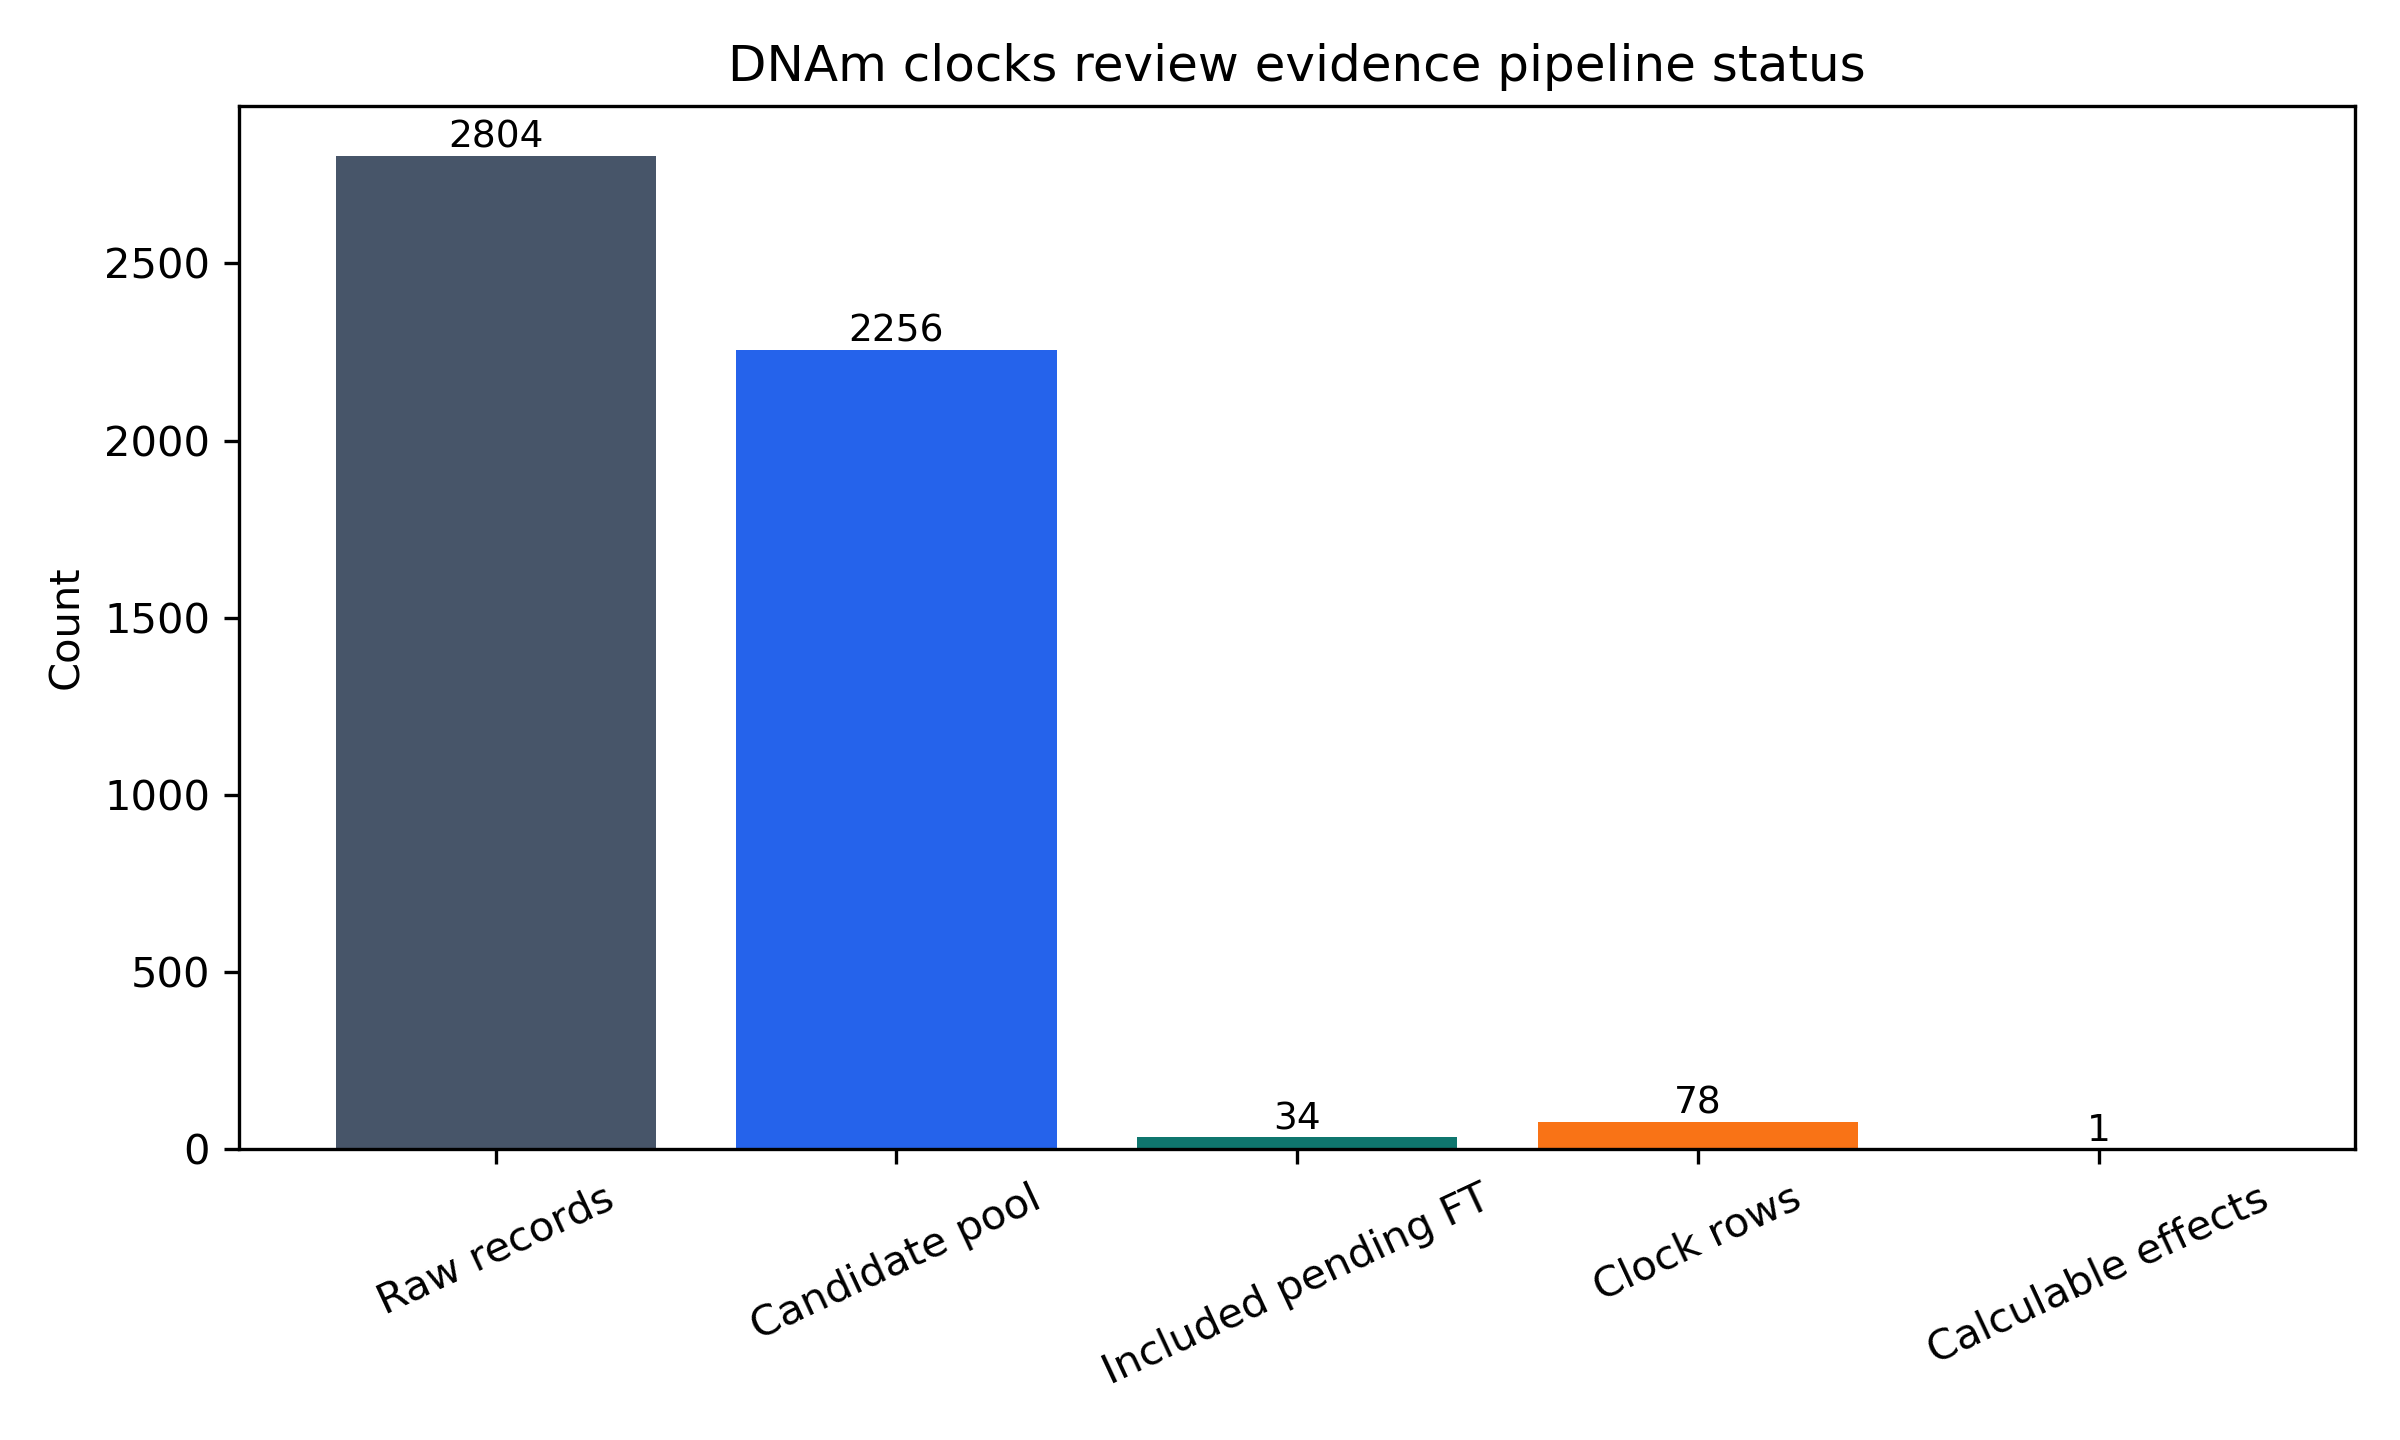 DNAm clocks review evidence pipeline status
2804
2256
34
78
1
Count
2500
2000
1500
1000
500
0
Raw records
Candidate pool
Included pending FT
Clock rows
Calculable effects